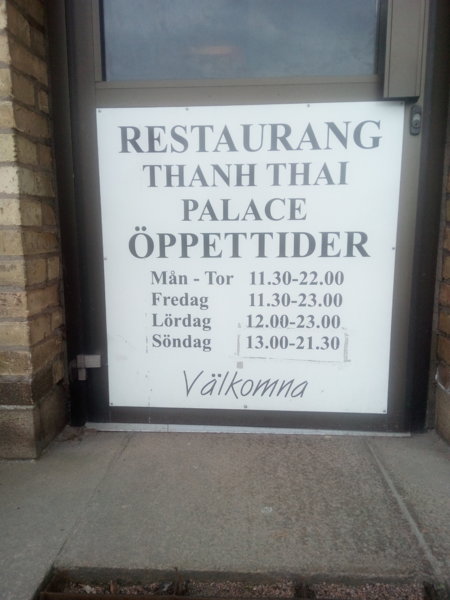 RESTAURANG
THANH THAI
PALACE
ÖPPETTIDER
Mån - Tor 11.30-22.00
Fredag 11.30-23.00
Lördag 12.00-23.00
Söndag 13.00-21.30
Välkomna